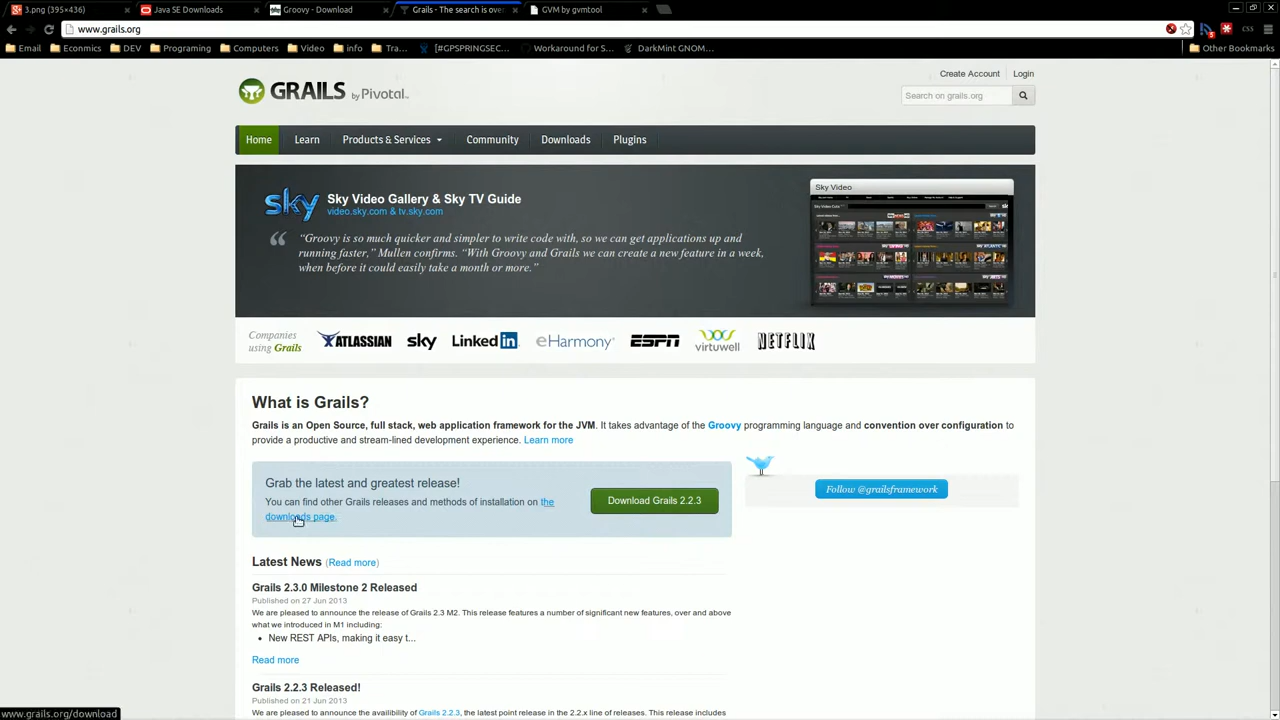 3.png (395×436)
Java SE Downloads
Groovy - Download
Grails - The search is over
GVM by gvmtool
www.grails.org
Email
Econmics
DEV
Programing
Computers
Video
info
Tra...
[#GPSPRINGSEC...
Workaround for S...
DarkMint GNOM...
Other Bookmarks
Create Account
Login
GRAILS by Pivotal™
Search on grails.org
Home
Learn
Products & Services
Community
Downloads
Plugins
sky
Sky Video Gallery & Sky TV Guide
video.sky.com & tv.sky.com
“Groovy is so much quicker and simpler to write code with, so we can get applications up and
running faster,” Mullen confirms. “With Groovy and Grails we can create a new feature in a week,
when before it could easily take a month or more.”
Sky Video
Companies
using Grails
ATLASSIAN
sky
Linked in
eHarmony
ESPN
virtuwell
NETFLIX
What is Grails?
Grails is an Open Source, full stack, web application framework for the JVM. It takes advantage of the Groovy programming language and convention over configuration to
provide a productive and stream-lined development experience. Learn more
Grab the latest and greatest release!
You can find other Grails releases and methods of installation on the
downloads page.
Download Grails 2.2.3
Follow @grailsframework
Latest News (Read more)
Grails 2.3.0 Milestone 2 Released
Published on 27 Jun 2013
We are pleased to announce the release of Grails 2.3 M2. This release features a number of significant new features, over and above
what we introduced in M1 including:
• New REST APIs, making it easy t...
Read more
Grails 2.2.3 Released!
Published on 21 Jun 2013
We are pleased to announce the availibility of Grails 2.2.3, the latest point release in the 2.2.x line of releases. This release includes
www.grails.org/download